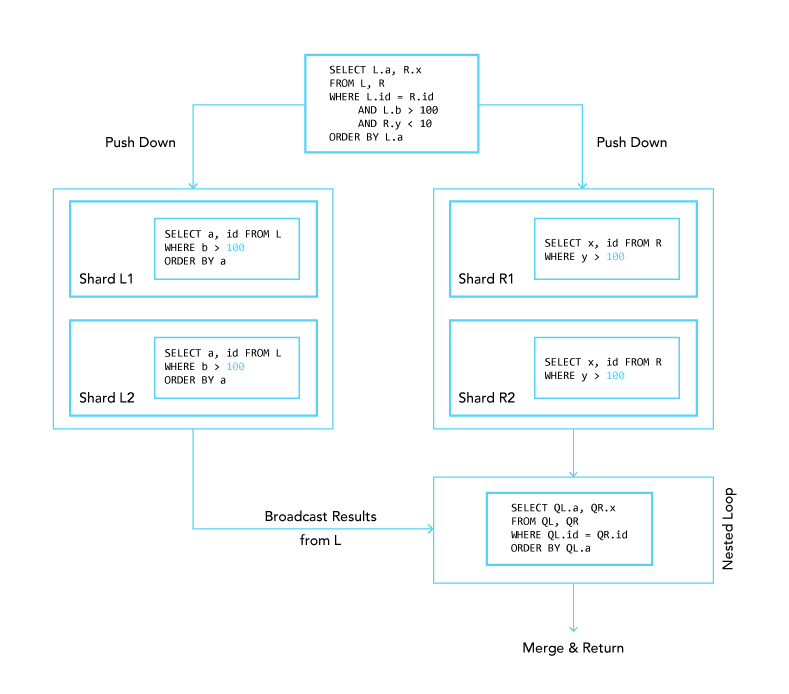 SELECT L.a, R.x
FROM L, R
WHERE L.id = R.id
AND L.b > 100
AND R.y < 10
ORDER BY L.a
Push Down
Push Down
SELECT a, id FROM L
WHERE b > 100
ORDER BY a
Shard L1
SELECT x, id FROM R
WHERE y > 100
Shard R1
SELECT a, id FROM L
WHERE b > 100
ORDER BY a
Shard L2
SELECT x, id FROM R
WHERE y > 100
Shard R2
Broadcast Results
from L
SELECT QL.a, QR.x
FROM QL, QR
WHERE QL.id = QR.id
ORDER BY QL.a
Nested Loop
Merge & Return